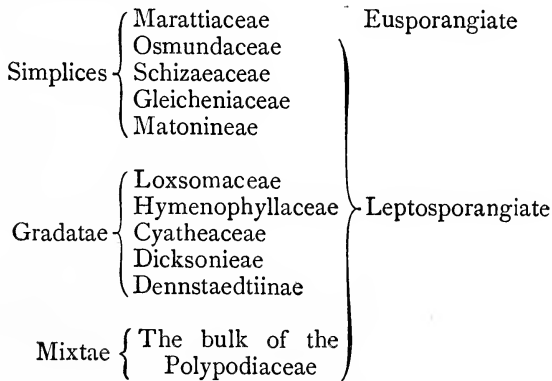 Marattiaceae Eusporangiate
Osmundaceae
Simplices Schizaeaceae
Gleicheniaceae
Matonineae
Loxsomaceae
Hymenophyllaceae Leptosporangiate
Gradatae Cyatheaceae
Dicksonieae
Dennstaedtiinae
Mixtae The bulk of the
Polypodiaceae